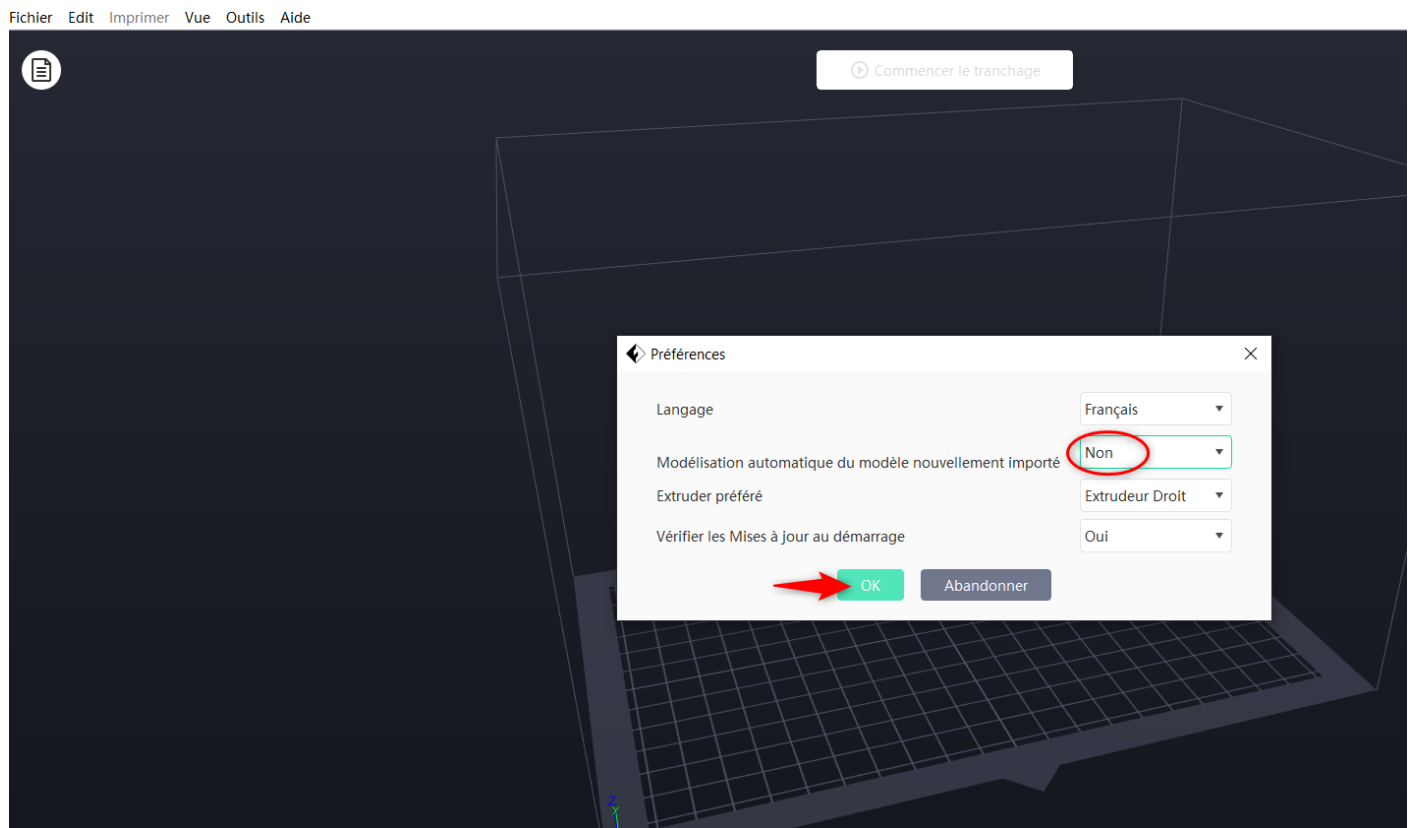 Fichier Edit Imprimer Vue Outils Aide
Commencer le tranchage
Préférences
Langage Français
Modélisation automatique du modèle nouvellement importé Non
Extruder préféré Extrudeur Droit
Vérifier les Mises à jour au démarrage Oui
OK Abandonner
Z
Y